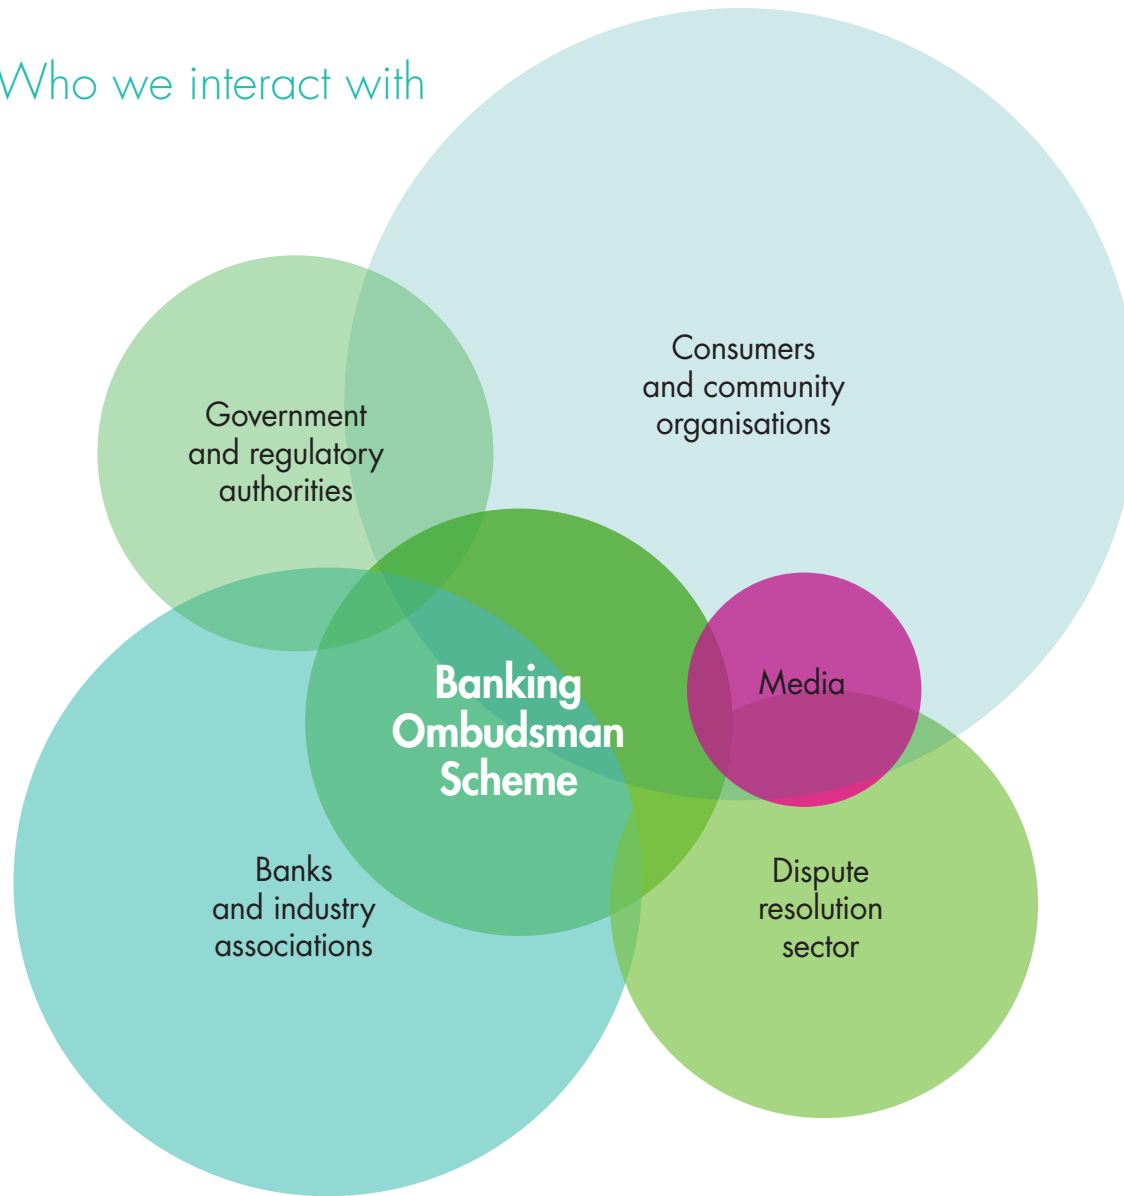 Who we interact with
Consumers
and community
organisations
Government
and regulatory
authorities
Banking
Ombudsman
Scheme
Media
Banks
and industry
associations
Dispute
resolution
sector